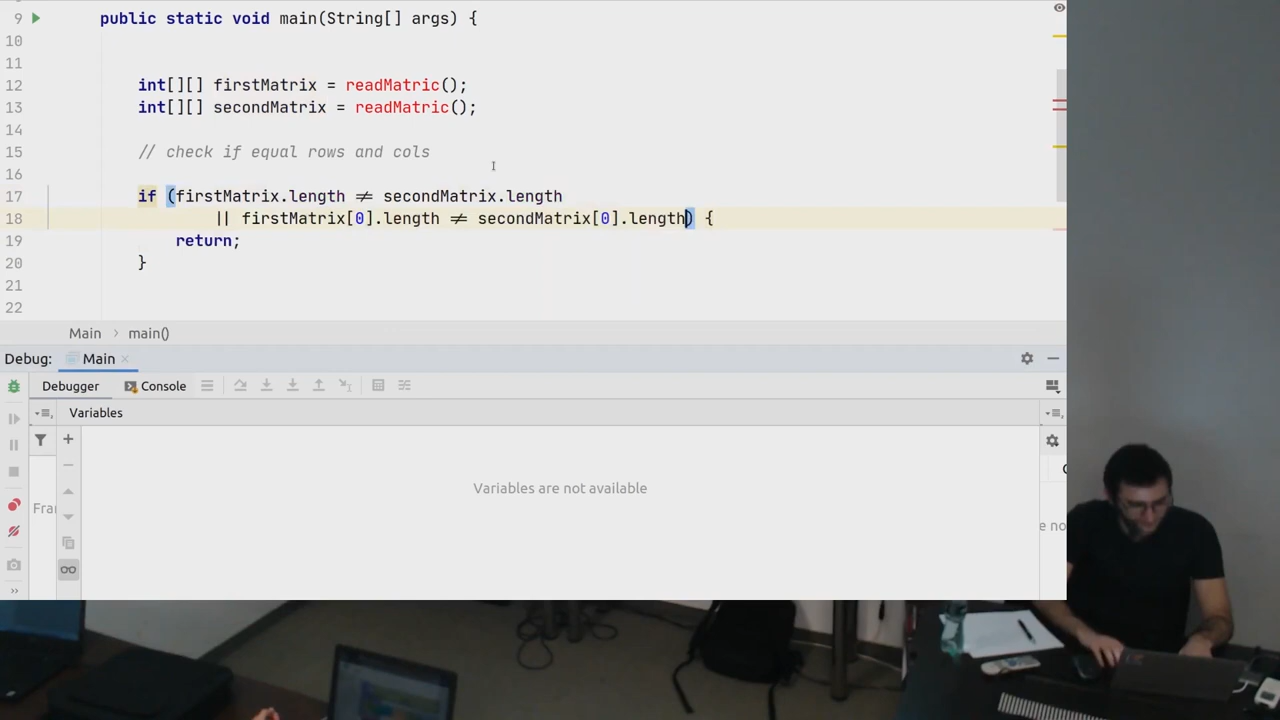 9 public static void main(String[] args) {
10
11
12 int[][] firstMatrix = readMatric();
13 int[][] secondMatrix = readMatric();
14
15 // check if equal rows and cols
16
17 if (firstMatrix.length ≠ secondMatrix.length
18 || firstMatrix[0].length ≠ secondMatrix[0].length) {
19 return;
20 }
21
22
Main > main()
Debug: Main
Debugger Console
Variables
Fra
Variables are not available
e no